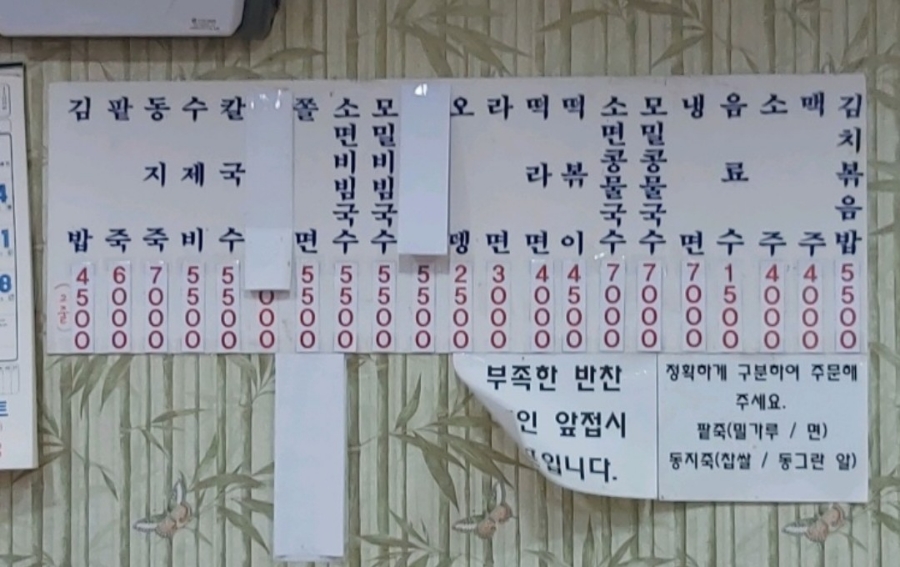 김밥 4500 (2줄)
팥죽 6000
동지죽 7000
수제비 5500
칼국수 5500
쫄면 5500
소면비빔국수 5500
모밀비빔국수 5500
5500
오뎅 2500
라면 3000
떡라면 4000
떡볶이 4500
소면콩물국수 7000
모밀콩물국수 7000
냉면 7000
음료수 1500
소주 4000
맥주 4000
김치볶음밥 5500
부족한 반찬
앞접시
입니다.
정확하게 구분하여 주문해
주세요.
팥죽(밀가루 / 면)
동지죽(찹쌀 / 동그란 알)